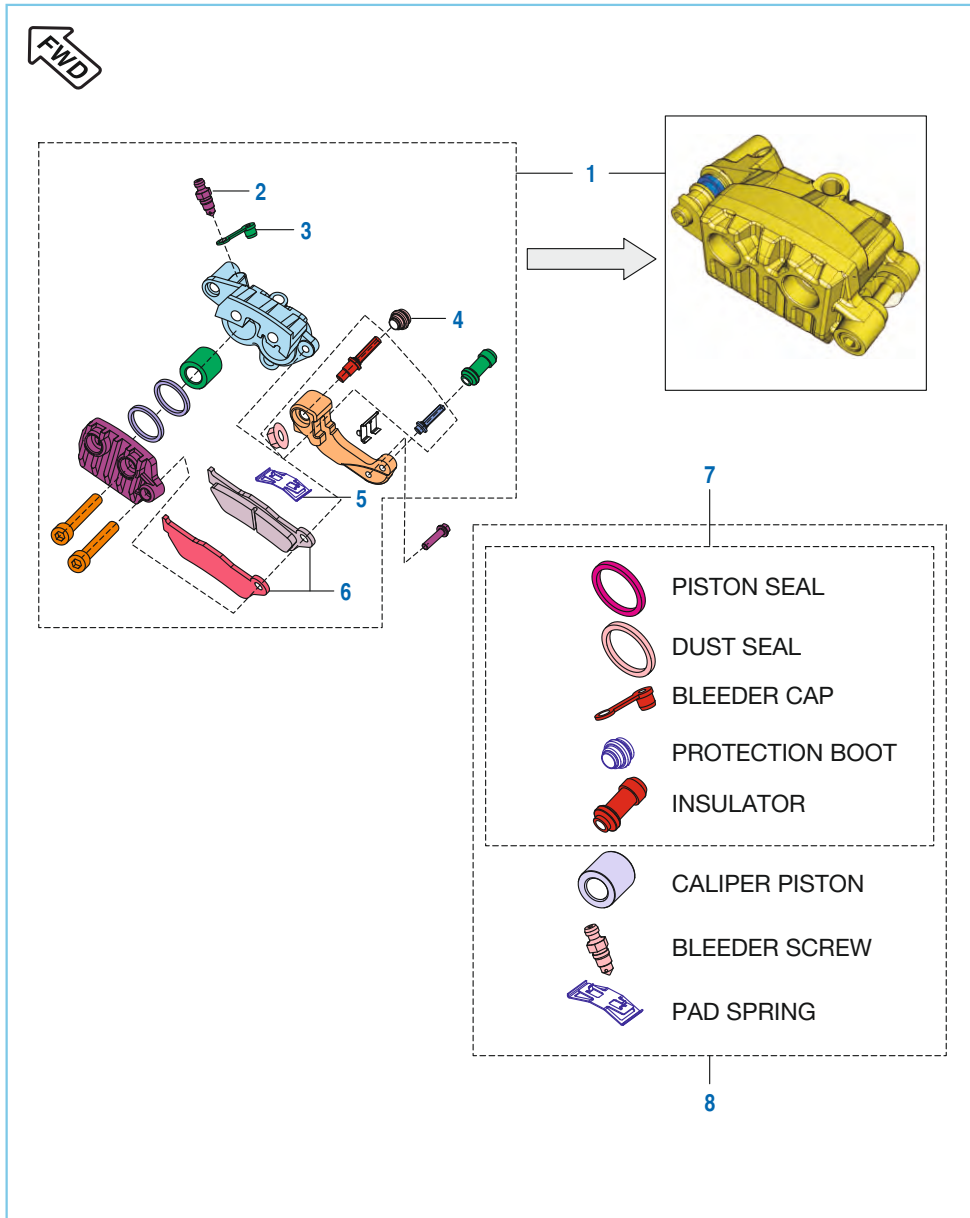 FWD
1
2
3
4
5
6
7
PISTON SEAL
DUST SEAL
BLEEDER CAP
PROTECTION BOOT
INSULATOR
CALIPER PISTON
BLEEDER SCREW
PAD SPRING
8